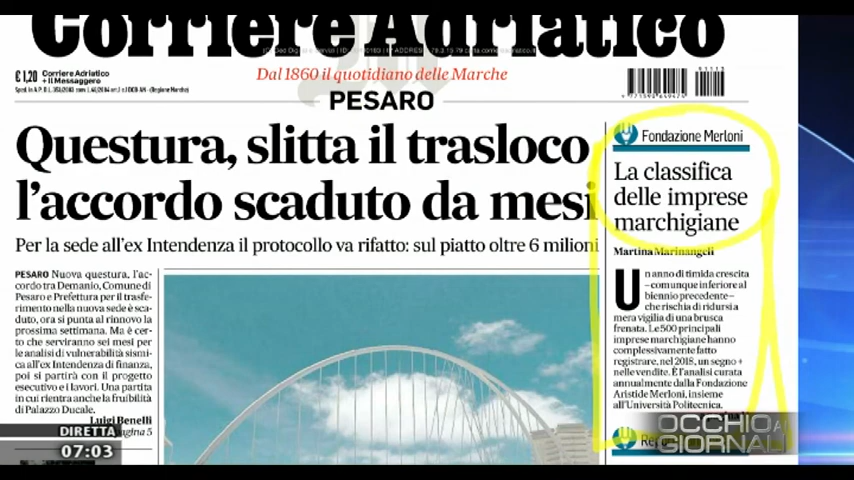 Corriere Adriatico
€ 1,20
Corriere Adriatico
+ Il Messaggero
Dal 1860 il quotidiano delle Marche
PESARO
Questura, slitta il trasloco
l'accordo scaduto da mesi
Per la sede all'ex Intendenza il protocollo va rifatto: sul piatto oltre 6 milioni
PESARO Nuova questura, l'ac-
cordo tra Demanio, Comune di
Pesaro e Prefettura per il trasfe-
rimento nella nuova sede è sca-
duto, ora si punta al rinnovo la
prossima settimana. Ma è cer-
to che serviranno sei mesi per
le analisi di vulnerabilità sismi-
ca all'ex Intendenza di finanza,
poi si partirà con il progetto
esecutivo e i lavori. Una partita
in cui rientra anche la fruibilità
di Palazzo Ducale.
Luigi Benelli
pagina 5
Fondazione Merloni
La classifica
delle imprese
marchigiane
Martina Marinangeli
Un anno di timida crescita
– comunque inferiore al
biennio precedente –
che rischia di ridursi a
mera vigilia di una brusca
frenata. Le 500 principali
imprese marchigiane hanno
complessivamente fatto
registrare, nel 2018, un segno +
nelle vendite. È l'analisi curata
annualmente dalla Fondazione
Aristide Merloni, insieme
all'Università Politecnica.
DIRETTA
07:03
OCCHIO AI
GIORNALI